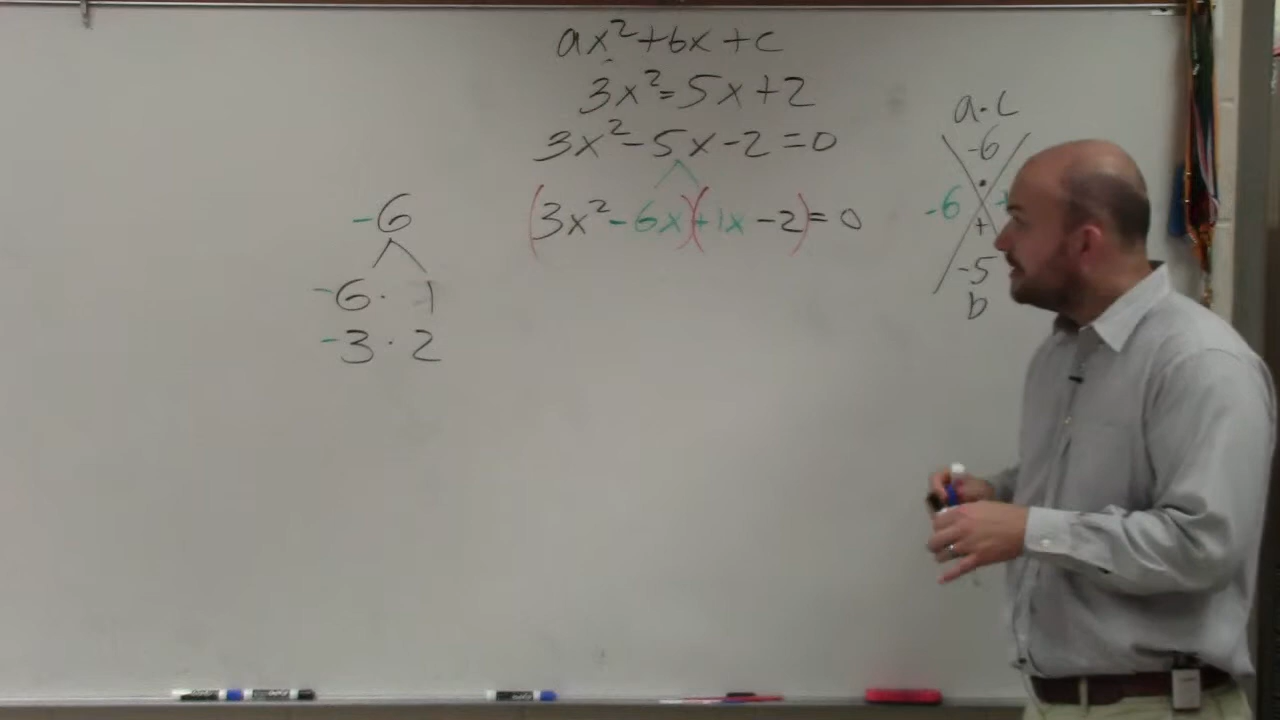 ax²+bx+c
3x²=5x+2
3x²-5x-2=0
(3x²-6x)(+1x-2)=0
-6
-6· 1
-3·2
a·c
-6
·
-6 +
+
-5
b